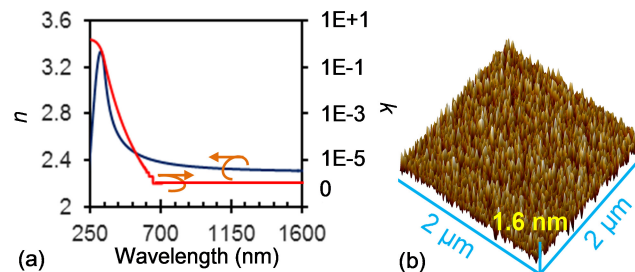 3.6
3.2
2.8
2.4
2
n
1E+1
1E-1
1E-3
1E-5
0
k
250 700 1150 1600
Wavelength (nm)
(a)
1.6 nm
2 μm
2 μm
(b)